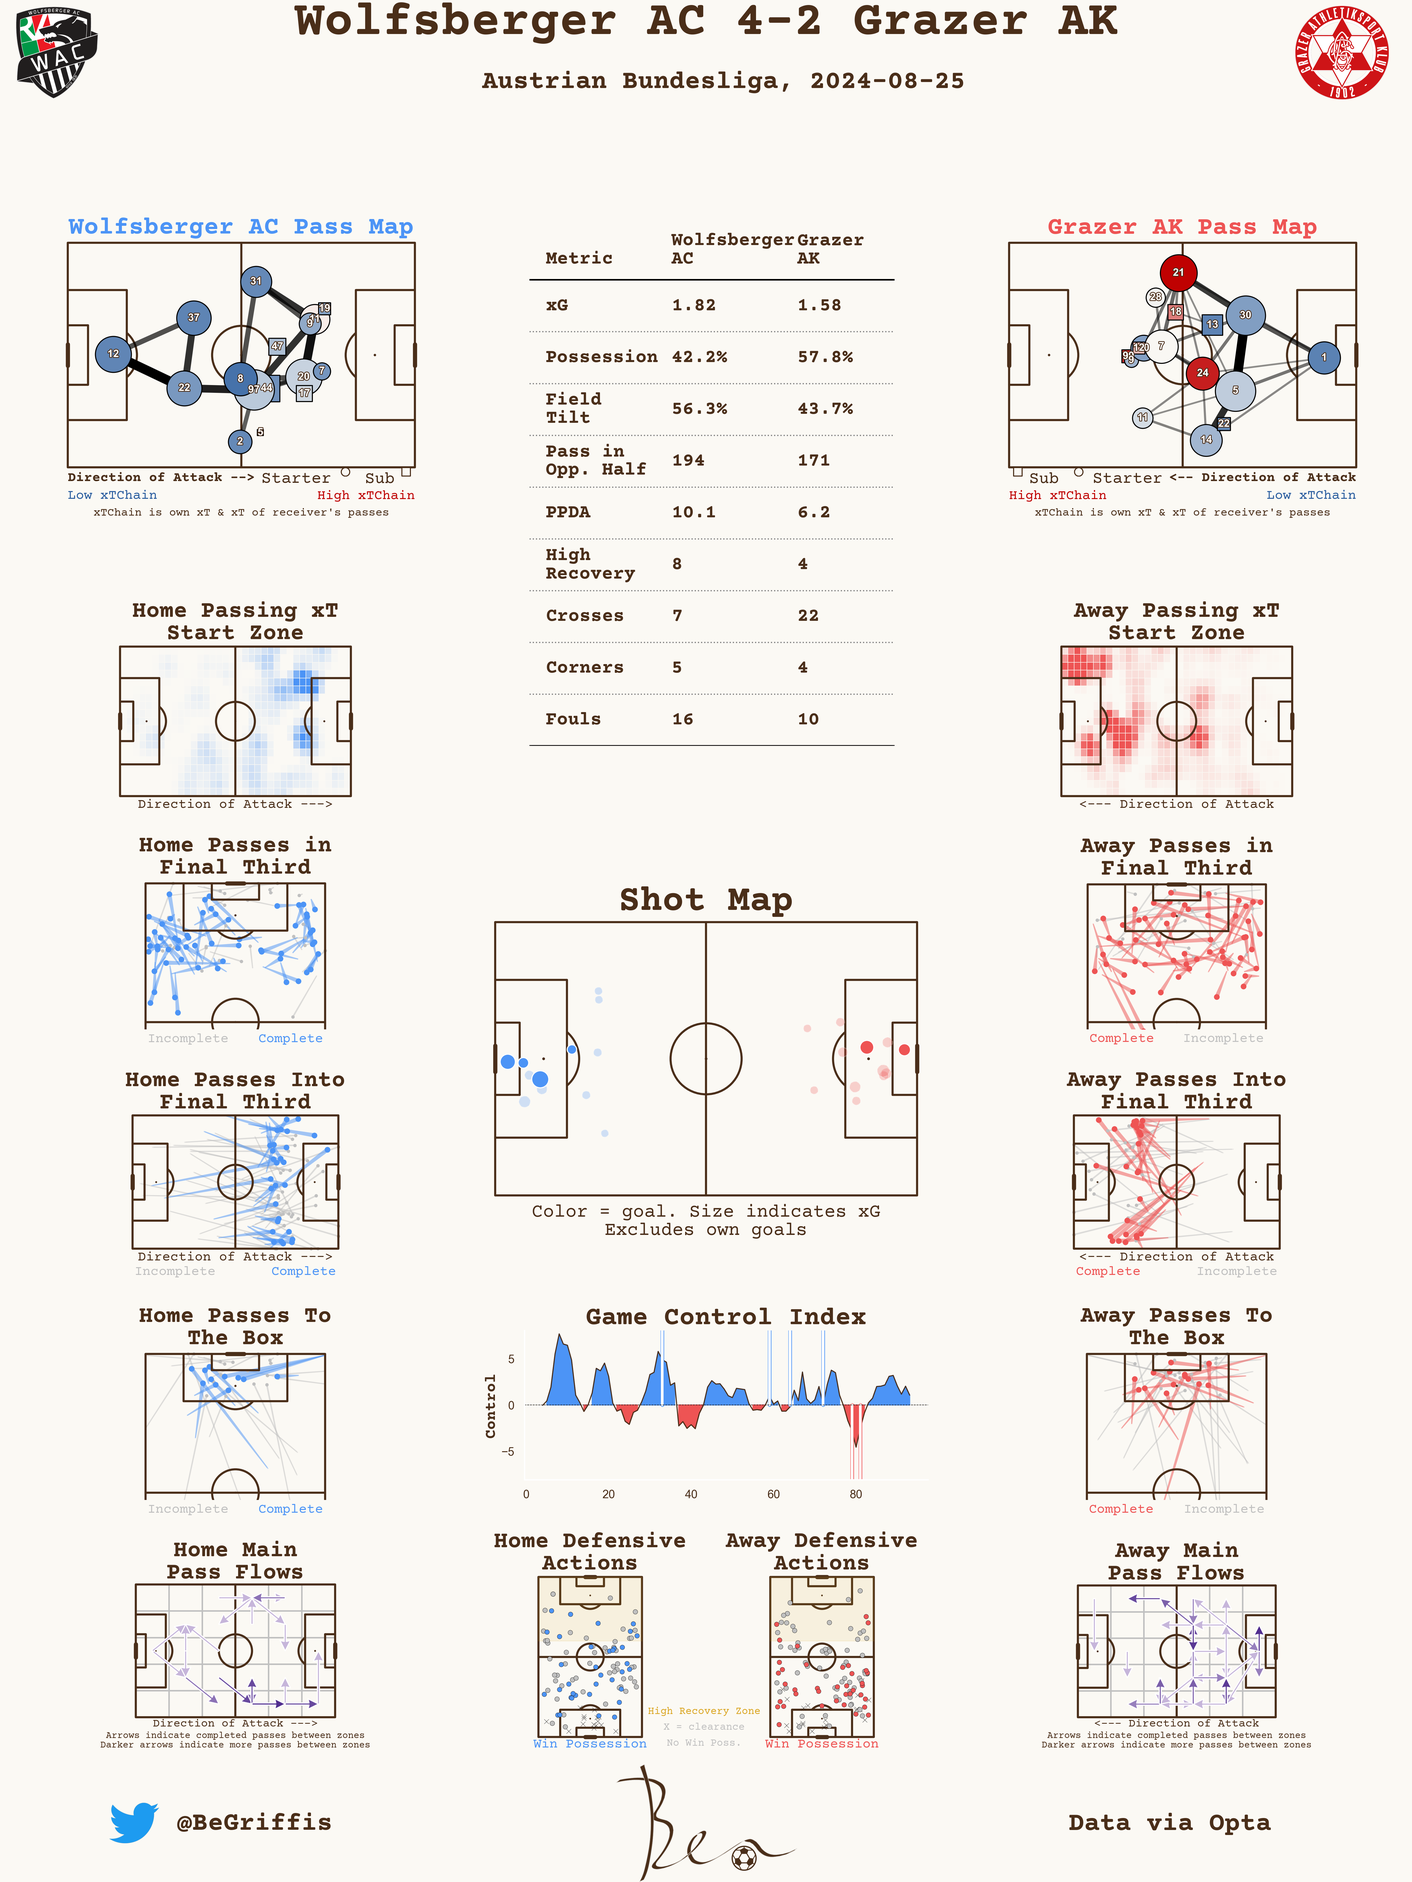 Wolfsberger AC 4-2 Grazer AK
Austrian Bundesliga, 2024-08-25
WOLFSBERGER AC
WAC
GRAZER ATHLETIKSPORT KLUB
- 1902 -
Wolfsberger AC Pass Map
31
37
19
11
9
12
47
8
20
7
22
97
44
17
5
2
Direction of Attack --> Starter Sub
Low xTChain High xTChain
xTChain is own xT & xT of receiver's passes
Metric Wolfsberger AC Grazer AK
xG 1.82 1.58
Possession 42.2% 57.8%
Field Tilt 56.3% 43.7%
Pass in Opp. Half 194 171
PPDA 10.1 6.2
High Recovery 8 4
Crosses 7 22
Corners 5 4
Fouls 16 10
Grazer AK Pass Map
21
28
18
13
30
7
20
9
1
24
5
11
22
14
Sub Starter <-- Direction of Attack
High xTChain Low xTChain
xTChain is own xT & xT of receiver's passes
Home Passing xT
Start Zone
Direction of Attack --->
Away Passing xT
Start Zone
<--- Direction of Attack
Home Passes in
Final Third
Incomplete Complete
Away Passes in
Final Third
Complete Incomplete
Shot Map
Color = goal. Size indicates xG
Excludes own goals
Home Passes Into
Final Third
Direction of Attack --->
Incomplete Complete
Away Passes Into
Final Third
<--- Direction of Attack
Complete Incomplete
Home Passes To
The Box
Incomplete Complete
Game Control Index
Control
5
0
−5
0 20 40 60 80
Away Passes To
The Box
Complete Incomplete
Home Main
Pass Flows
Direction of Attack --->
Arrows indicate completed passes between zones
Darker arrows indicate more passes between zones
Home Defensive
Actions
Win Possession
Away Defensive
Actions
Win Possession
High Recovery Zone
X = clearance
No Win Poss.
Away Main
Pass Flows
<--- Direction of Attack
Arrows indicate completed passes between zones
Darker arrows indicate more passes between zones
@BeGriffis
Ben
Data via Opta